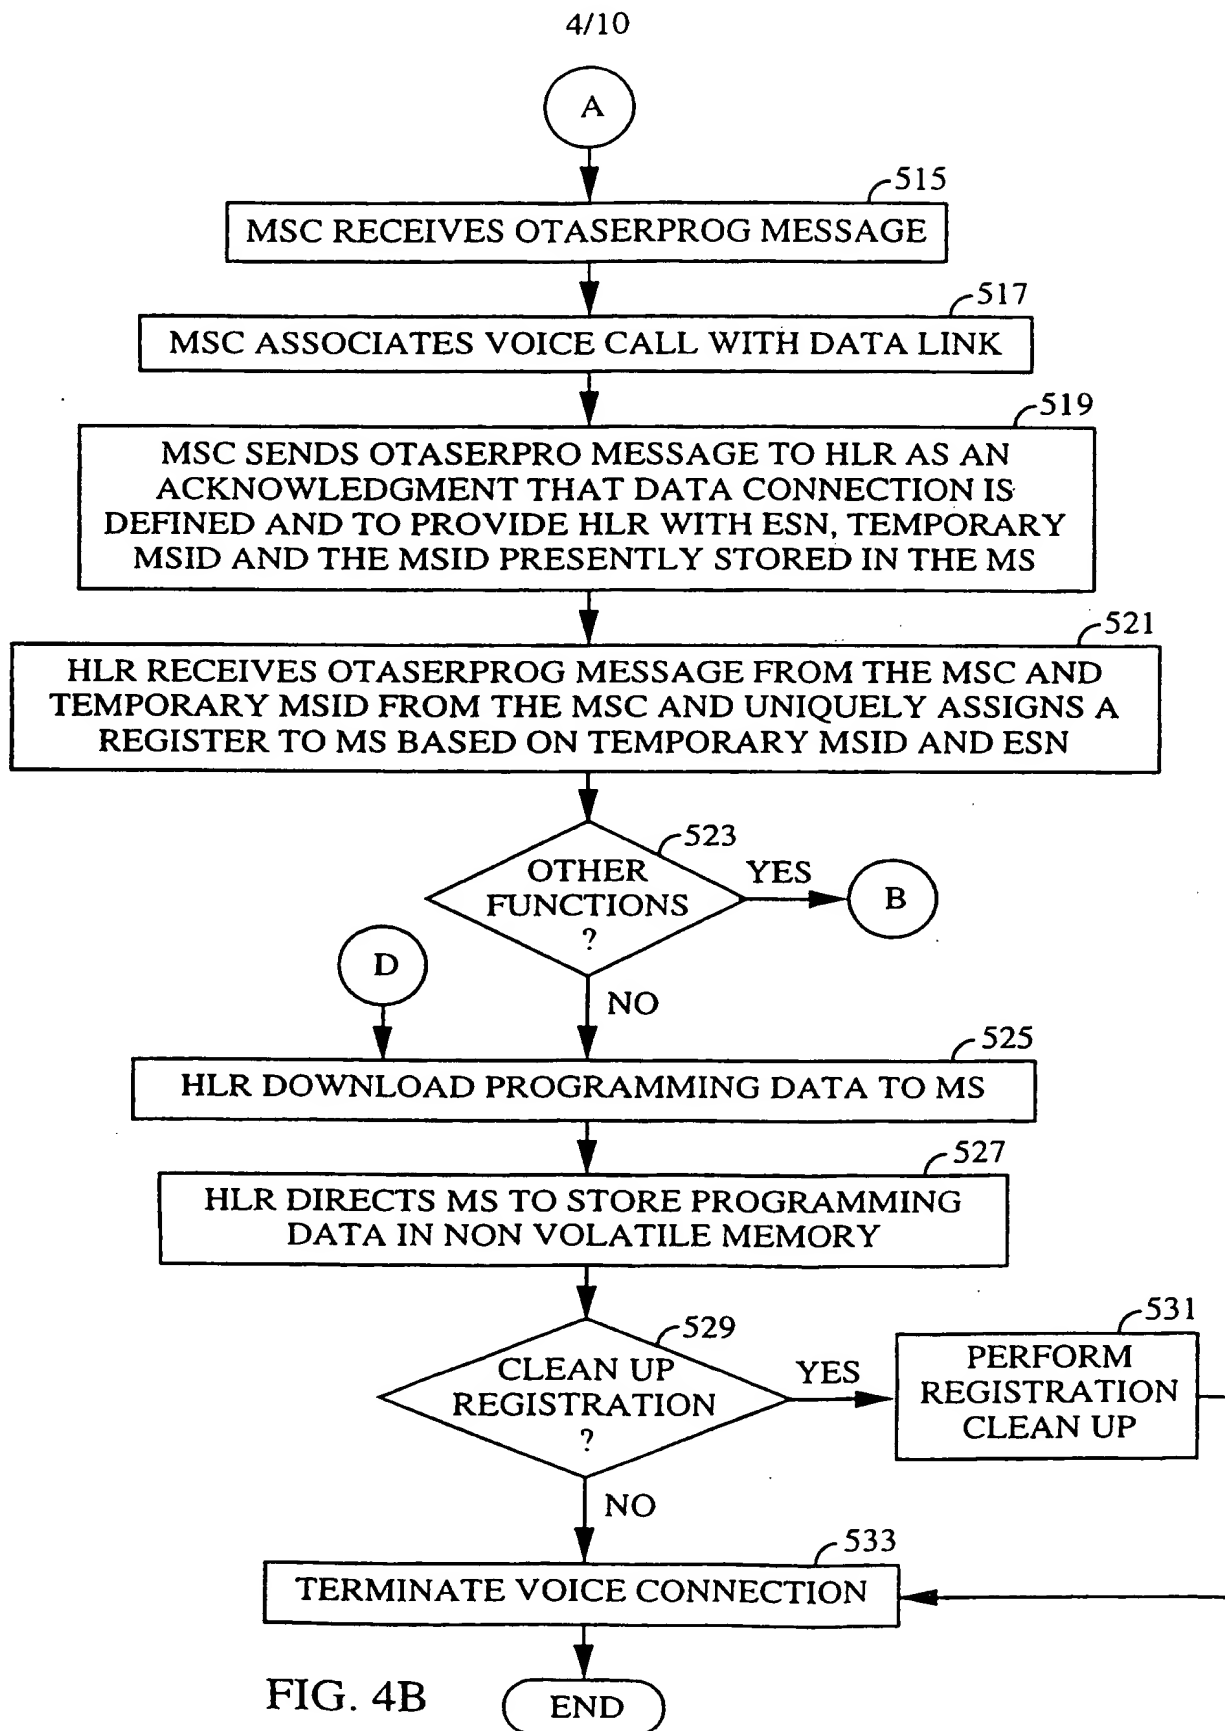 4/10
A
515
MSC RECEIVES OTASERPROG MESSAGE
517
MSC ASSOCIATES VOICE CALL WITH DATA LINK
519
MSC SENDS OTASERPRO MESSAGE TO HLR AS AN
ACKNOWLEDGMENT THAT DATA CONNECTION IS
DEFINED AND TO PROVIDE HLR WITH ESN, TEMPORARY
MSID AND THE MSID PRESENTLY STORED IN THE MS
521
HLR RECEIVES OTASERPROG MESSAGE FROM THE MSC AND
TEMPORARY MSID FROM THE MSC AND UNIQUELY ASSIGNS A
REGISTER TO MS BASED ON TEMPORARY MSID AND ESN
523
OTHER
FUNCTIONS
?
YES
B
D
NO
525
HLR DOWNLOAD PROGRAMMING DATA TO MS
527
HLR DIRECTS MS TO STORE PROGRAMMING
DATA IN NON VOLATILE MEMORY
529
CLEAN UP
REGISTRATION
?
YES
531
PERFORM
REGISTRATION
CLEAN UP
NO
533
TERMINATE VOICE CONNECTION
FIG. 4B
END